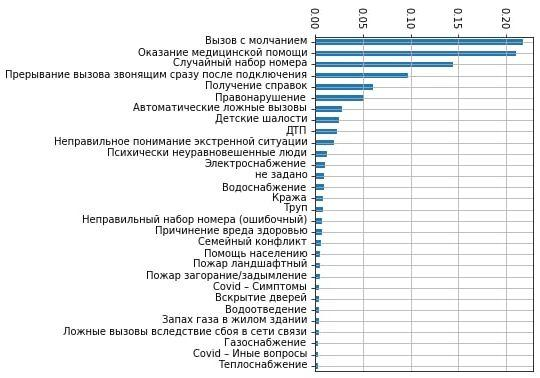 0.00 0.05 0.10 0.15 0.20
Вызов с молчанием
Оказание медицинской помощи
Случайный набор номера
Прерывание вызова звонящим сразу после подключения
Получение справок
Правонарушение
Автоматические ложные вызовы
Детские шалости
ДТП
Неправильное понимание экстренной ситуации
Психически неуравновешенные люди
Электроснабжение
не задано
Водоснабжение
Кража
Труп
Неправильный набор номера (ошибочный)
Причинение вреда здоровью
Семейный конфликт
Помощь населению
Пожар ландшафтный
Пожар загорание/задымление
Covid – Симптомы
Вскрытие дверей
Водоотведение
Запах газа в жилом здании
Ложные вызовы вследствие сбоя в сети связи
Газоснабжение
Covid – Иные вопросы
Теплоснабжение